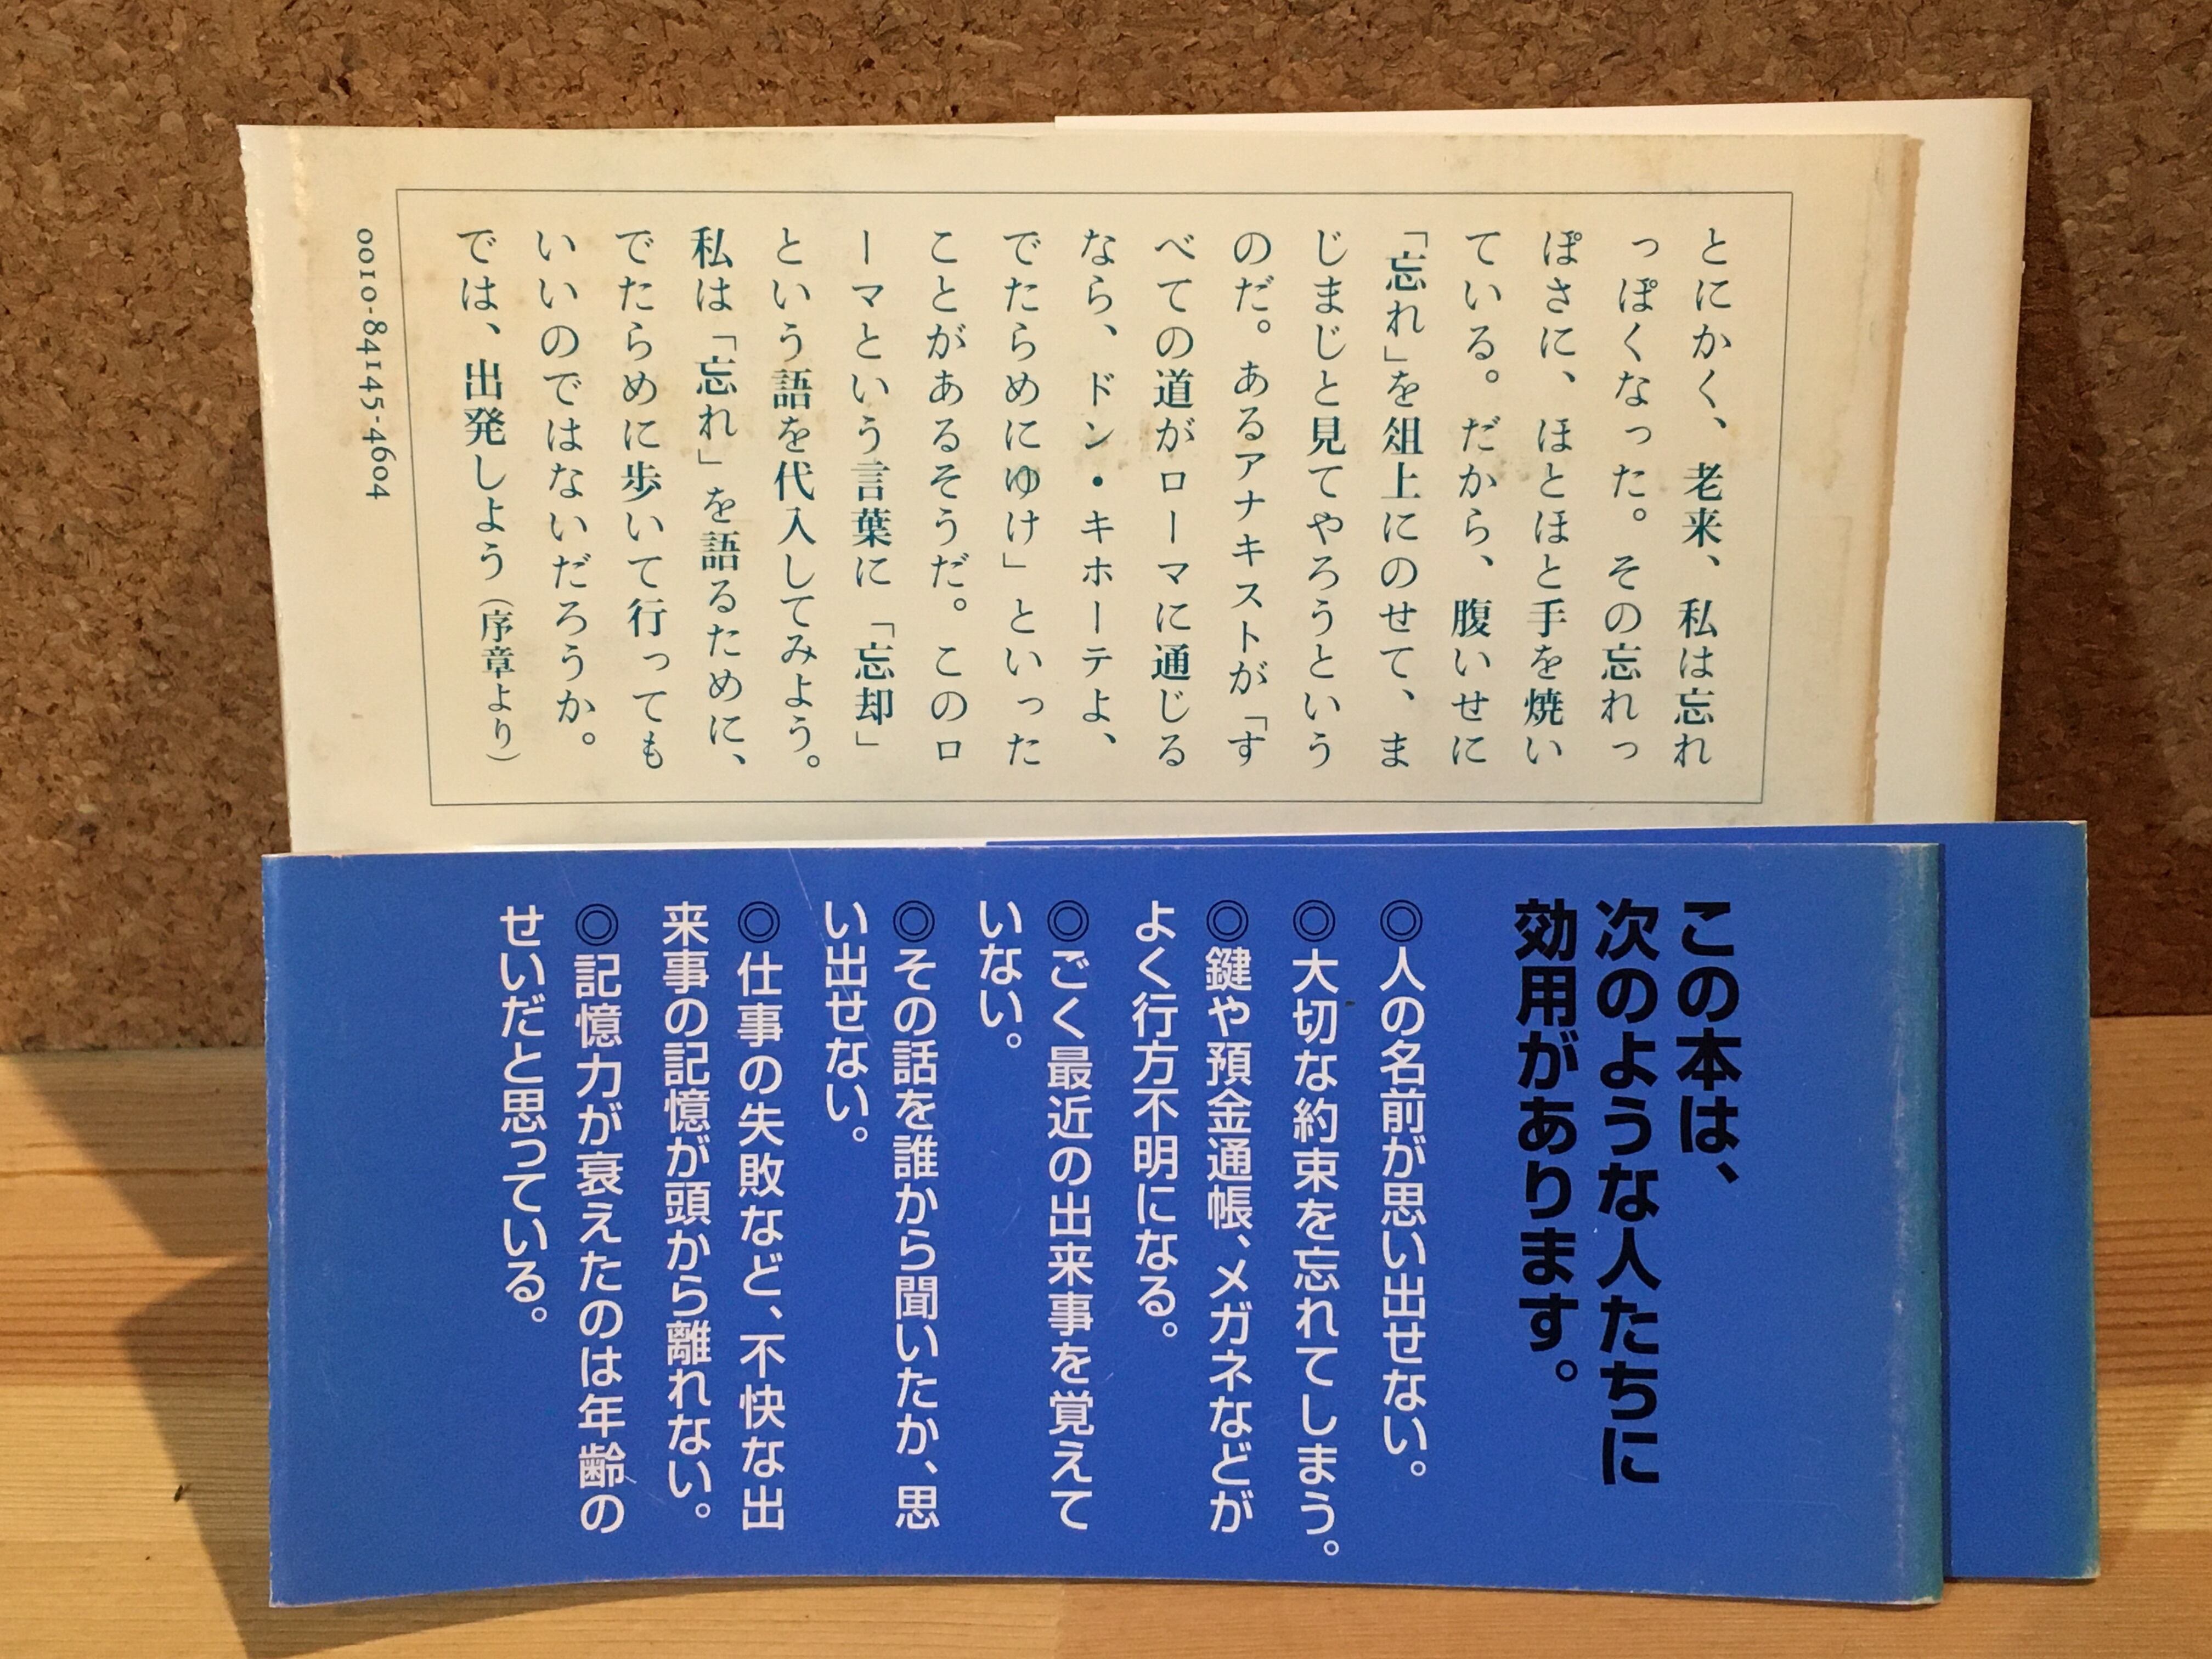 とにかく、老来、私は忘れ
っぽくなった。その忘れっ
ぽさに、ほとほと手を焼い
ている。だから、腹いせに
「忘れ」を俎上にのせて、ま
じまじと見てやろうという
のだ。あるアナキストが「す
べての道がローマに通じる
なら、ドン・キホーテよ、
でたらめにゆけ」といった
ことがあるそうだ。このロ
ーマという言葉に「忘却」
という語を代入してみよう。
私は「忘れ」を語るために、
でたらめに歩いて行っても
いいのではないだろうか。
では、出発しよう（序章より）
0010-84145-4604
この本は、
次のような人たちに
効用があります。
◎人の名前が思い出せない。
◎大切な約束を忘れてしまう。
◎鍵や預金通帳、メガネなどが
よく行方不明になる。
◎ごく最近の出来事を覚えて
いない。
◎その話を誰から聞いたか、思
い出せない。
◎仕事の失敗など、不快な出
来事の記憶が頭から離れない。
◎記憶力が衰えたのは年齢の
せいだと思っている。